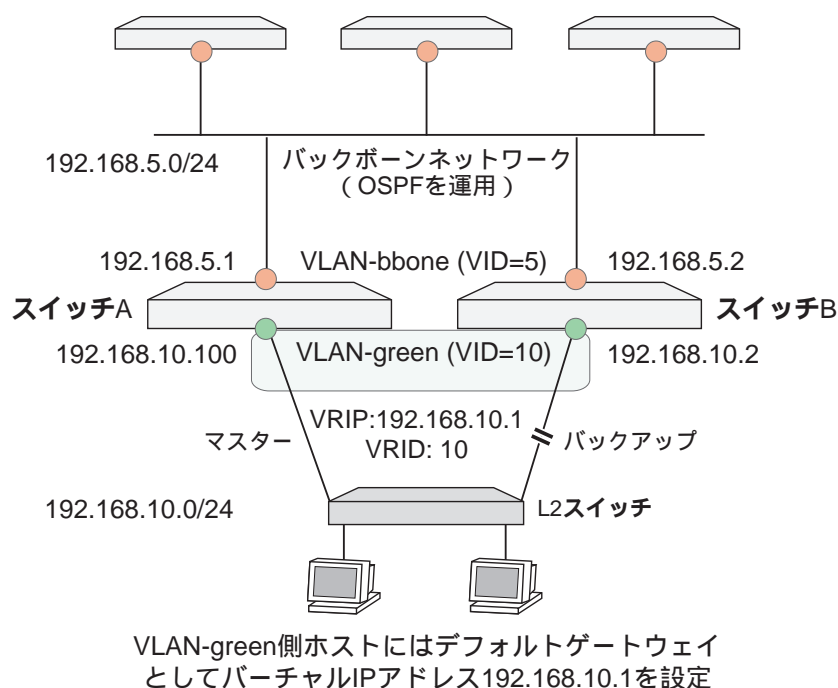 192.168.5.0/24
バックボーンネットワーク
(OSPFを運用)
192.168.5.1
VLAN-bbone (VID=5)
192.168.5.2
スイッチA
スイッチB
192.168.10.100
VLAN-green (VID=10)
192.168.10.2
VRIP:192.168.10.1
VRID: 10
マスター
バックアップ
192.168.10.0/24
L2スイッチ
VLAN-green側ホストにはデフォルトゲートウェイ
としてバーチャルIPアドレス192.168.10.1を設定